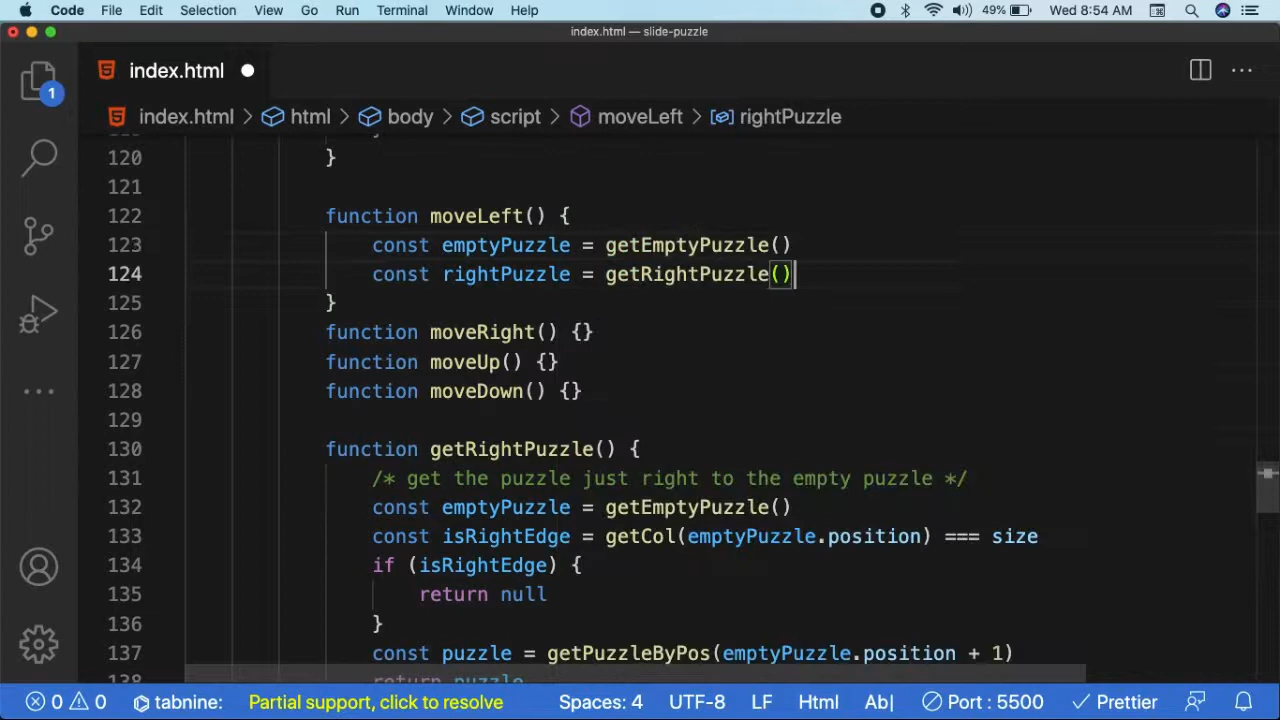 Code File Edit Selection View Go Run Terminal Window Help 49% Wed 8:54 AM
index.html — slide-puzzle
index.html
index.html > html > body > script > moveLeft > rightPuzzle
1
120 }
121
122 function moveLeft() {
123 const emptyPuzzle = getEmptyPuzzle()
124 const rightPuzzle = getRightPuzzle()
125 }
126 function moveRight() {}
127 function moveUp() {}
128 function moveDown() {}
129
130 function getRightPuzzle() {
131 /* get the puzzle just right to the empty puzzle */
132 const emptyPuzzle = getEmptyPuzzle()
133 const isRightEdge = getCol(emptyPuzzle.position) === size
134 if (isRightEdge) {
135 return null
136 }
137 const puzzle = getPuzzleByPos(emptyPuzzle.position + 1)
138 return puzzle
0 0 tabnine: Partial support, click to resolve Spaces: 4 UTF-8 LF Html Ab| Port : 5500 Prettier